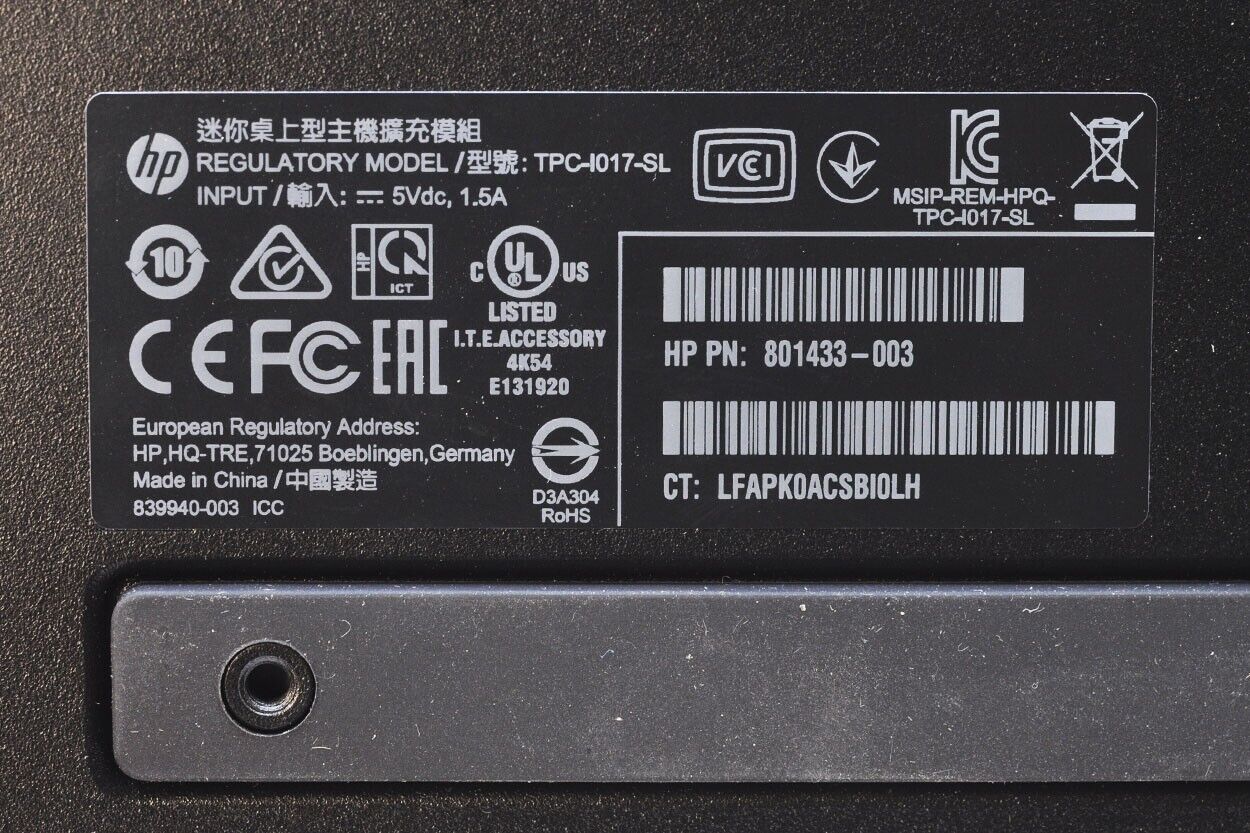 hp
迷你桌上型主機擴充模組
REGULATORY MODEL / 型號: TPC-I017-SL
INPUT / 輸入: ⎓ 5Vdc, 1.5A
VCCI
MSIP-REM-HPQ-
TPC-I017-SL
10
HP
ICT
C UL ® US
LISTED
I.T.E.ACCESSORY
4K54
E131920
CE FC EAC
European Regulatory Address:
HP,HQ-TRE,71025 Boeblingen,Germany
Made in China / 中國製造
839940-003 ICC
D3A304
RoHS
HP PN: 801433-003
CT: LFAPK0ACSBI0LH